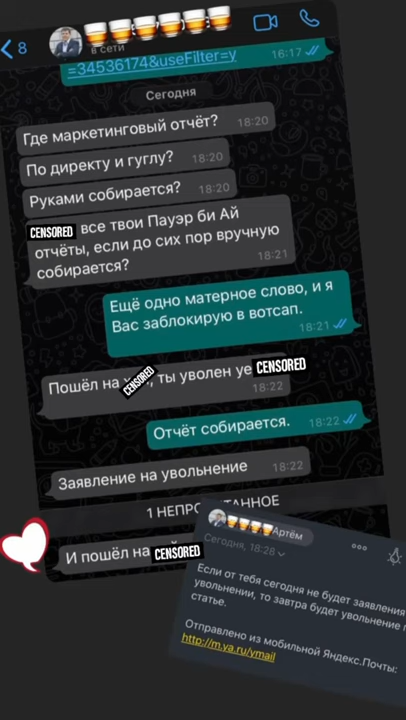 8
в сети
=34536174&useFilter=y
16:17
Сегодня
Где маркетинговый отчёт?
18:20
По директу и гуглу?
18:20
Руками собирается?
18:20
CENSORED все твои Пауэр би Ай
отчёты, если до сих пор вручную
собирается?
18:21
Ещё одно матерное слово, и я
Вас заблокирую в вотсап.
18:21
Пошёл на CENSORED, ты уволен уе CENSORED
18:22
Отчёт собирается.
18:22
Заявление на увольнение
18:22
1 НЕПРО ТАННОЕ
И пошёл на CENSORED
Артём
Сегодня, 18:28
Если от тебя сегодня не будет заявления
увольнении, то завтра будет увольнение
статье.
Отправлено из мобильной Яндекс.Почты:
http://m.ya.ru/ymail